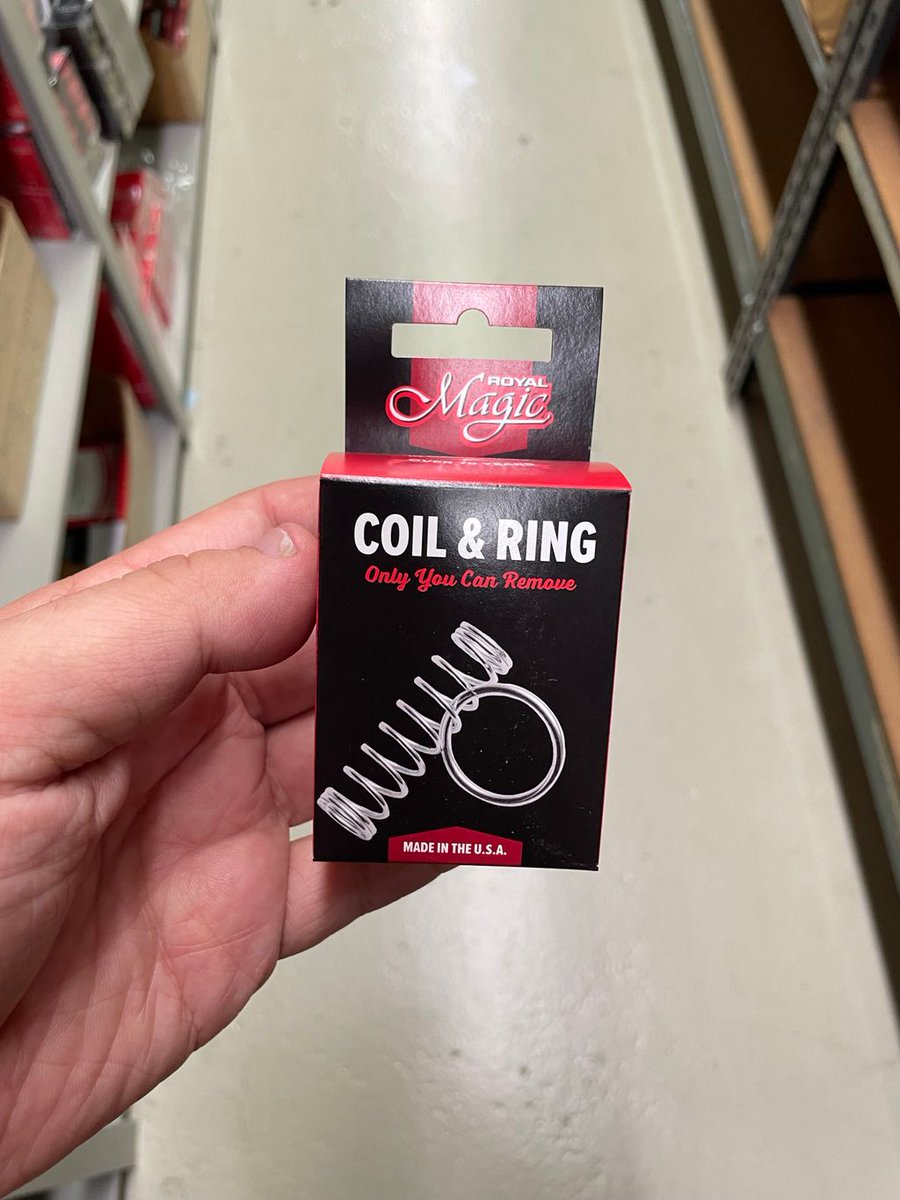 ROYAL
Magic
COIL & RING
Only You Can Remove
MADE IN THE U.S.A.